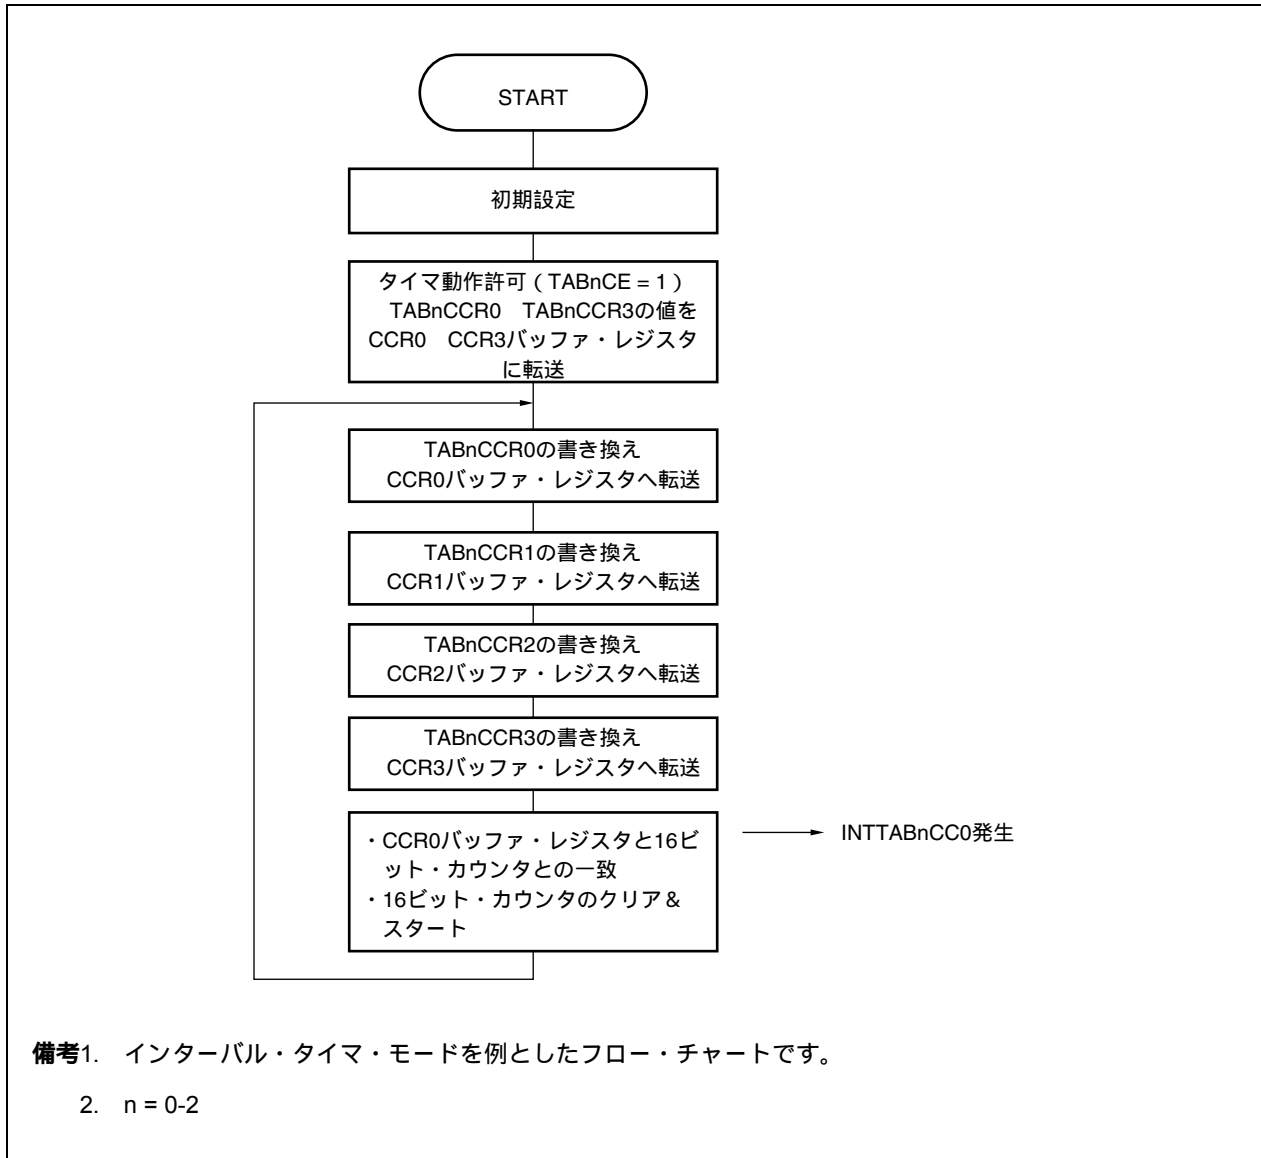 START
初期設定
タイマ動作許可（TABnCE = 1）
TABnCCR0　TABnCCR3の値を
CCR0　CCR3バッファ・レジスタ
に転送
TABnCCR0の書き換え
CCR0バッファ・レジスタへ転送
TABnCCR1の書き換え
CCR1バッファ・レジスタへ転送
TABnCCR2の書き換え
CCR2バッファ・レジスタへ転送
TABnCCR3の書き換え
CCR3バッファ・レジスタへ転送
・CCR0バッファ・レジスタと16ビ
ット・カウンタとの一致
・16ビット・カウンタのクリア＆
スタート
INTTABnCC0発生
備考1.　インターバル・タイマ・モードを例としたフロー・チャートです。
2.　n = 0-2